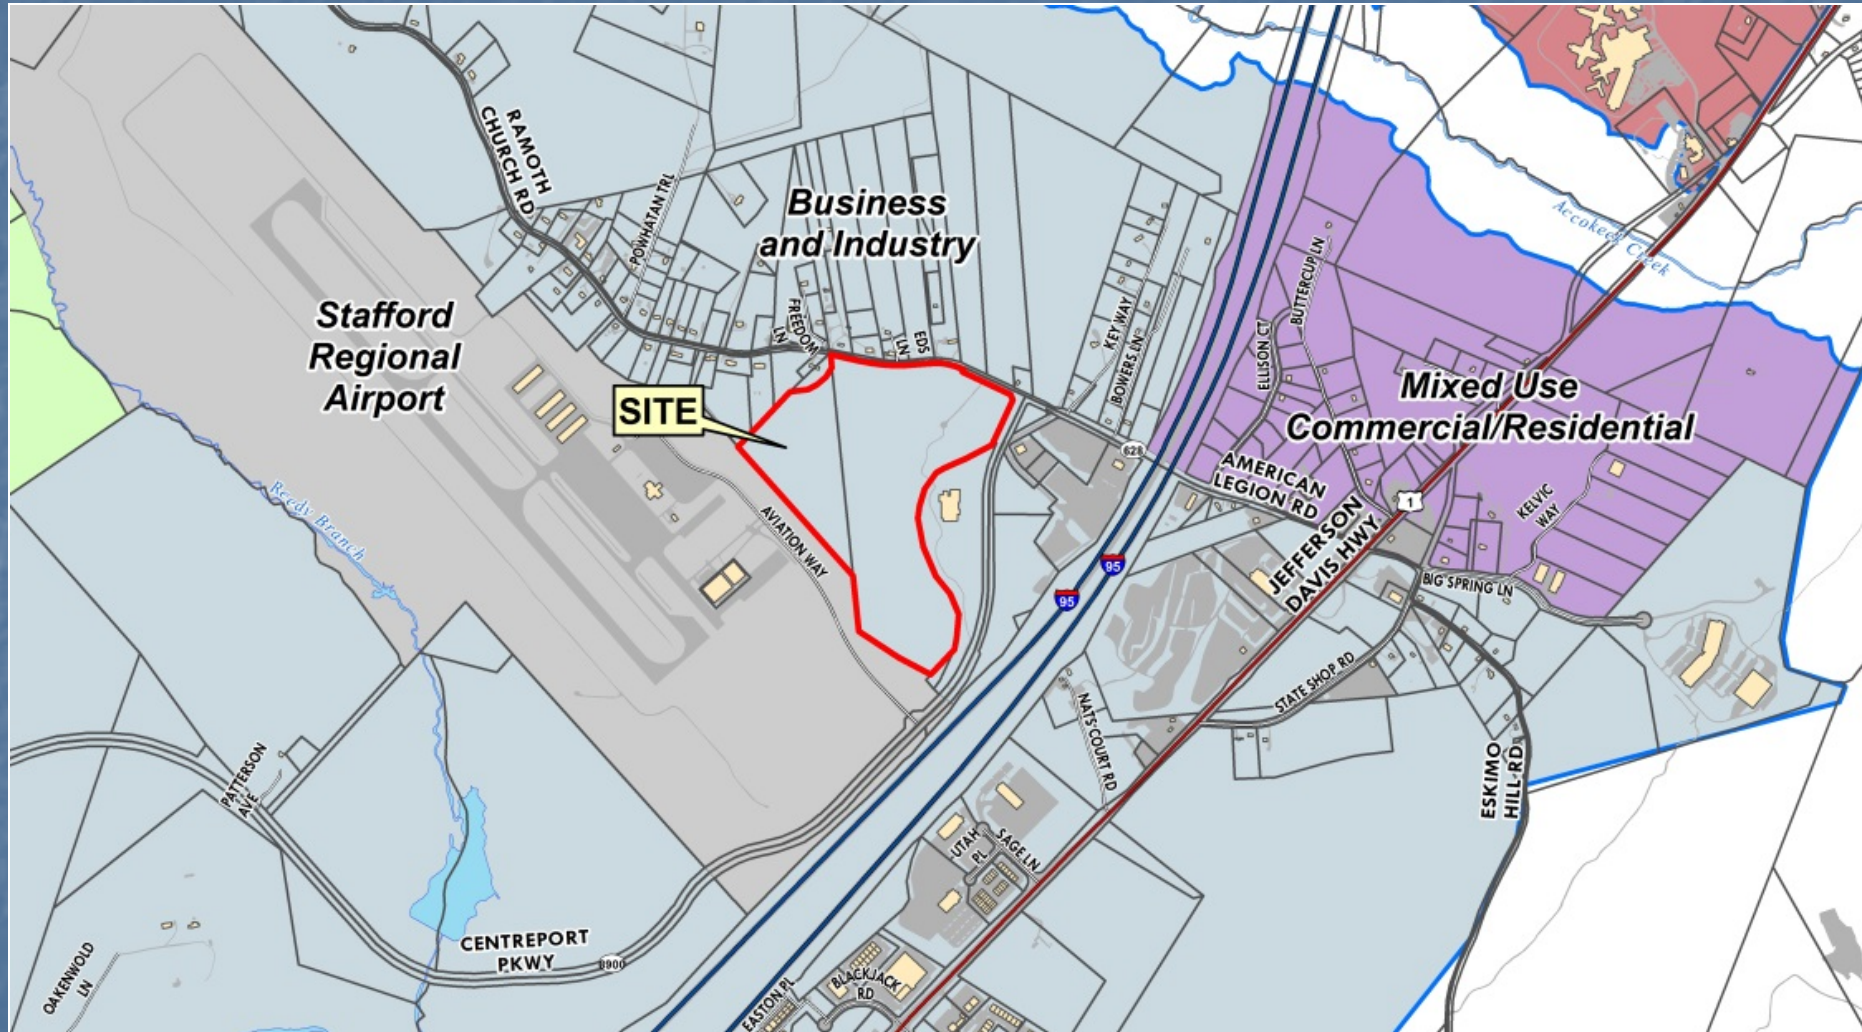 RAMOTH
CHURCH RD
POWHATAN TRL
Business
and Industry
Stafford
Regional
Airport
SITE
FREEDOM
LN
EDS
LN
KEY WAY
BOWERS LN
ELLISON CT
BUTTERCUP LN
Accokeek Creek
Mixed Use
Commercial/Residential
628
AMERICAN
LEGION RD
1
JEFFERSON
DAVIS HWY
KELVIC
WAY
BIG SPRING LN
Reedy Branch
AVIATION WAY
95
95
STATE SHOP RD
NATS COURT RD
ESKIMO
HILL RD
PATTERSON
AVE
UTAH
PL
SAGE LN
CENTREPORT
PKWY
8900
OAKENWOLD
LN
BLACKJACK
RD
EASTON PL